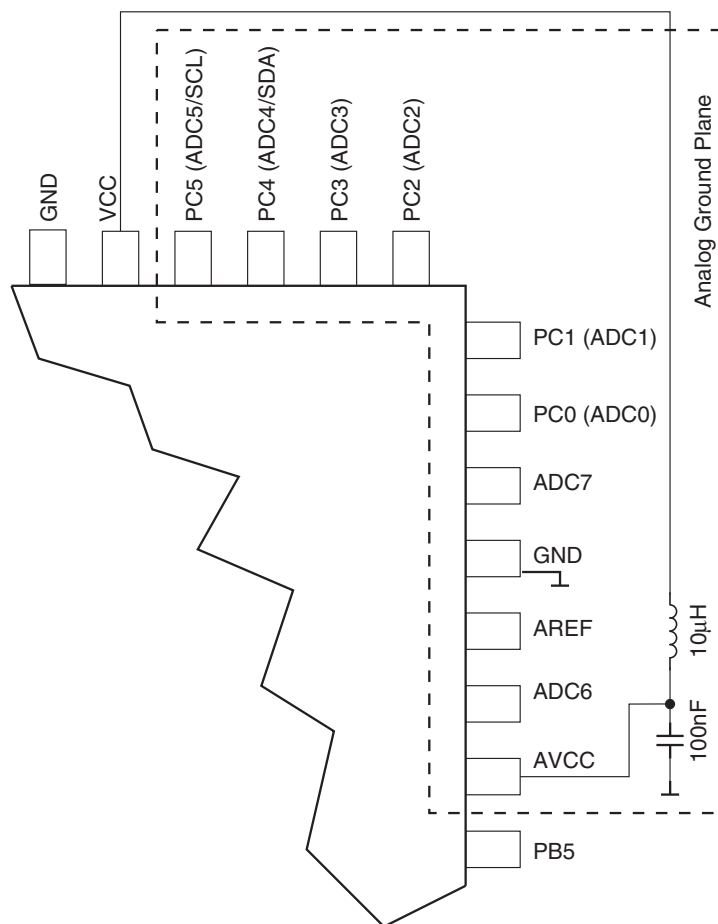 GND
VCC
PC5 (ADC5/SCL)
PC4 (ADC4/SDA)
PC3 (ADC3)
PC2 (ADC2)
Analog Ground Plane
PC1 (ADC1)
PC0 (ADC0)
ADC7
GND
AREF
10μH
ADC6
100nF
AVCC
PB5